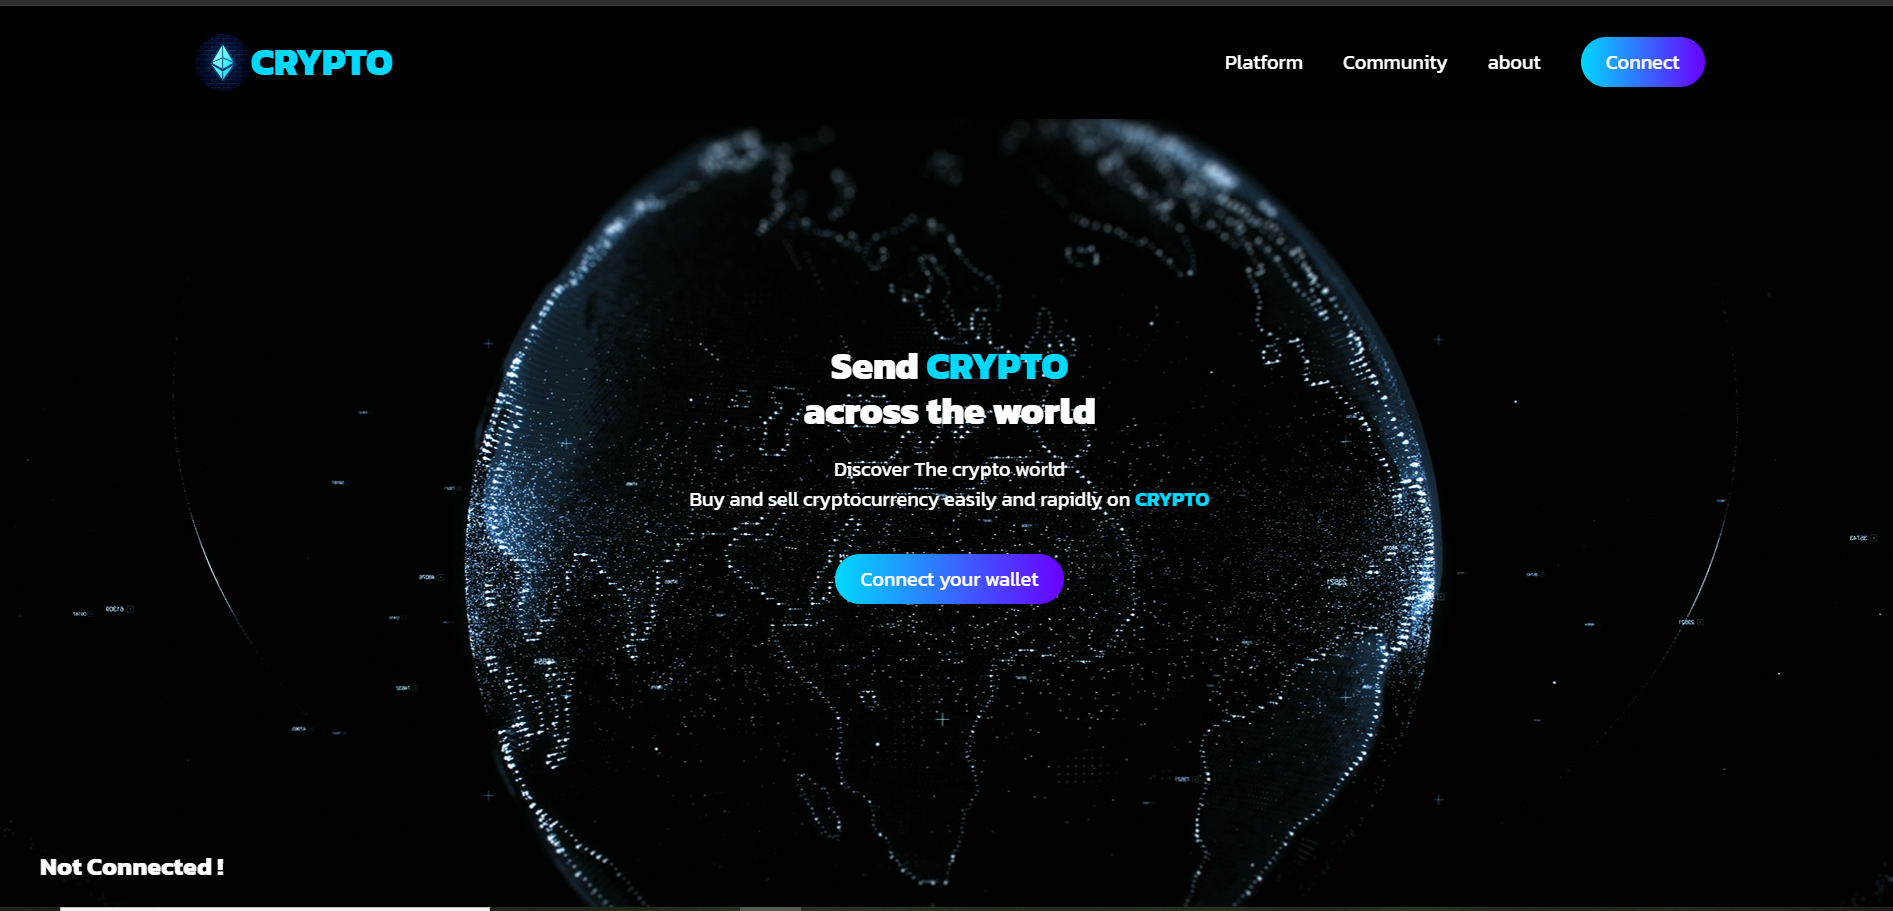 CRYPTO
Platform
Community
about
Connect
Send CRYPTO
across the world
Discover The crypto world
Buy and sell cryptocurrency easily and rapidly on CRYPTO
Connect your wallet
Not Connected !